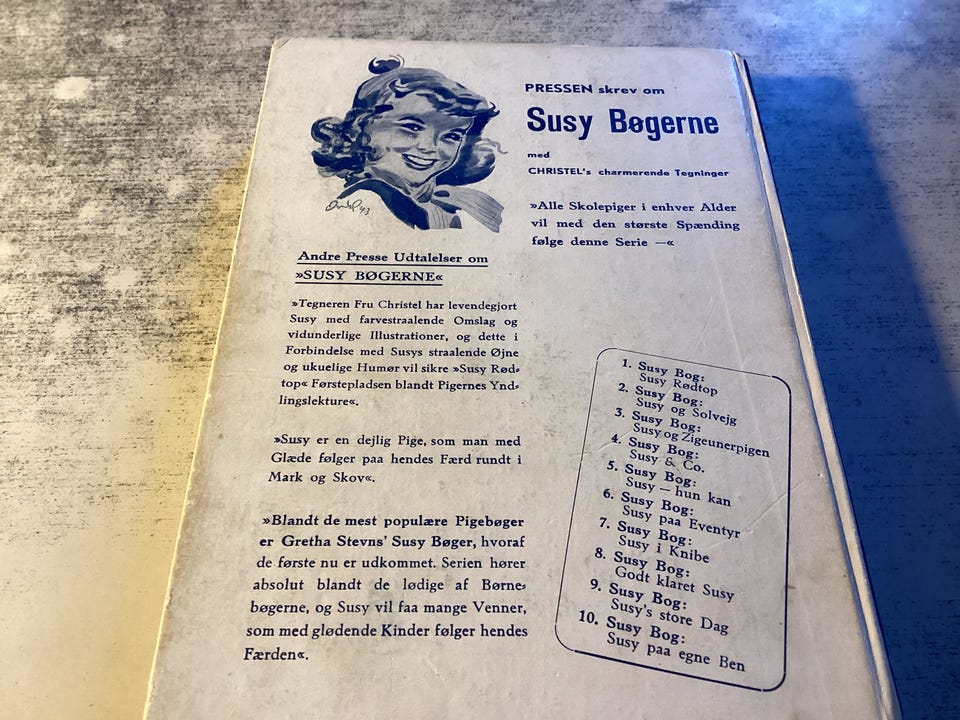 PRESSEN skrev om
Susy Bøgerne
med
CHRISTEL's charmerende Tegninger
»Alle Skolepiger i enhver Alder
vil med den største Spænding
følge denne Serie —«
Andre Presse Udtalelser om
»SUSY BØGERNE«
»Tegneren Fru Christel har levendegjort
Susy med farvestraalende Omslag og
vidunderlige Illustrationer, og dette i
Forbindelse med Susys straalende Øjne
og ukuelige Humør vil sikre »Susy Rød-
top« Førstepladsen blandt Pigernes Ynd-
lingslekture«.
»Susy er en dejlig Pige, som man med
Glæde følger paa hendes Færd rundt i
Mark og Skov«.
»Blandt de mest populære Pigebøger
er Gretha Stevns' Susy Bøger, hvoraf
de første nu er udkommet. Serien hører
absolut blandt de lødige af Børne-
bøgerne, og Susy vil faa mange Venner,
som med glødende Kinder følger hendes
Færden«.
1. Susy Bog:
Susy Rødtop
2. Susy Bog:
Susy og Solvejg
3. Susy Bog:
Susy og Zigeunerpigen
4. Susy Bog:
Susy & Co.
5. Susy Bog:
Susy — hun kan
6. Susy Bog:
Susy paa Eventyr
7. Susy Bog:
Susy i Knibe
8. Susy Bog:
Godt klaret Susy
9. Susy Bog:
Susy's store Dag
10. Susy Bog:
Susy paa egne Ben